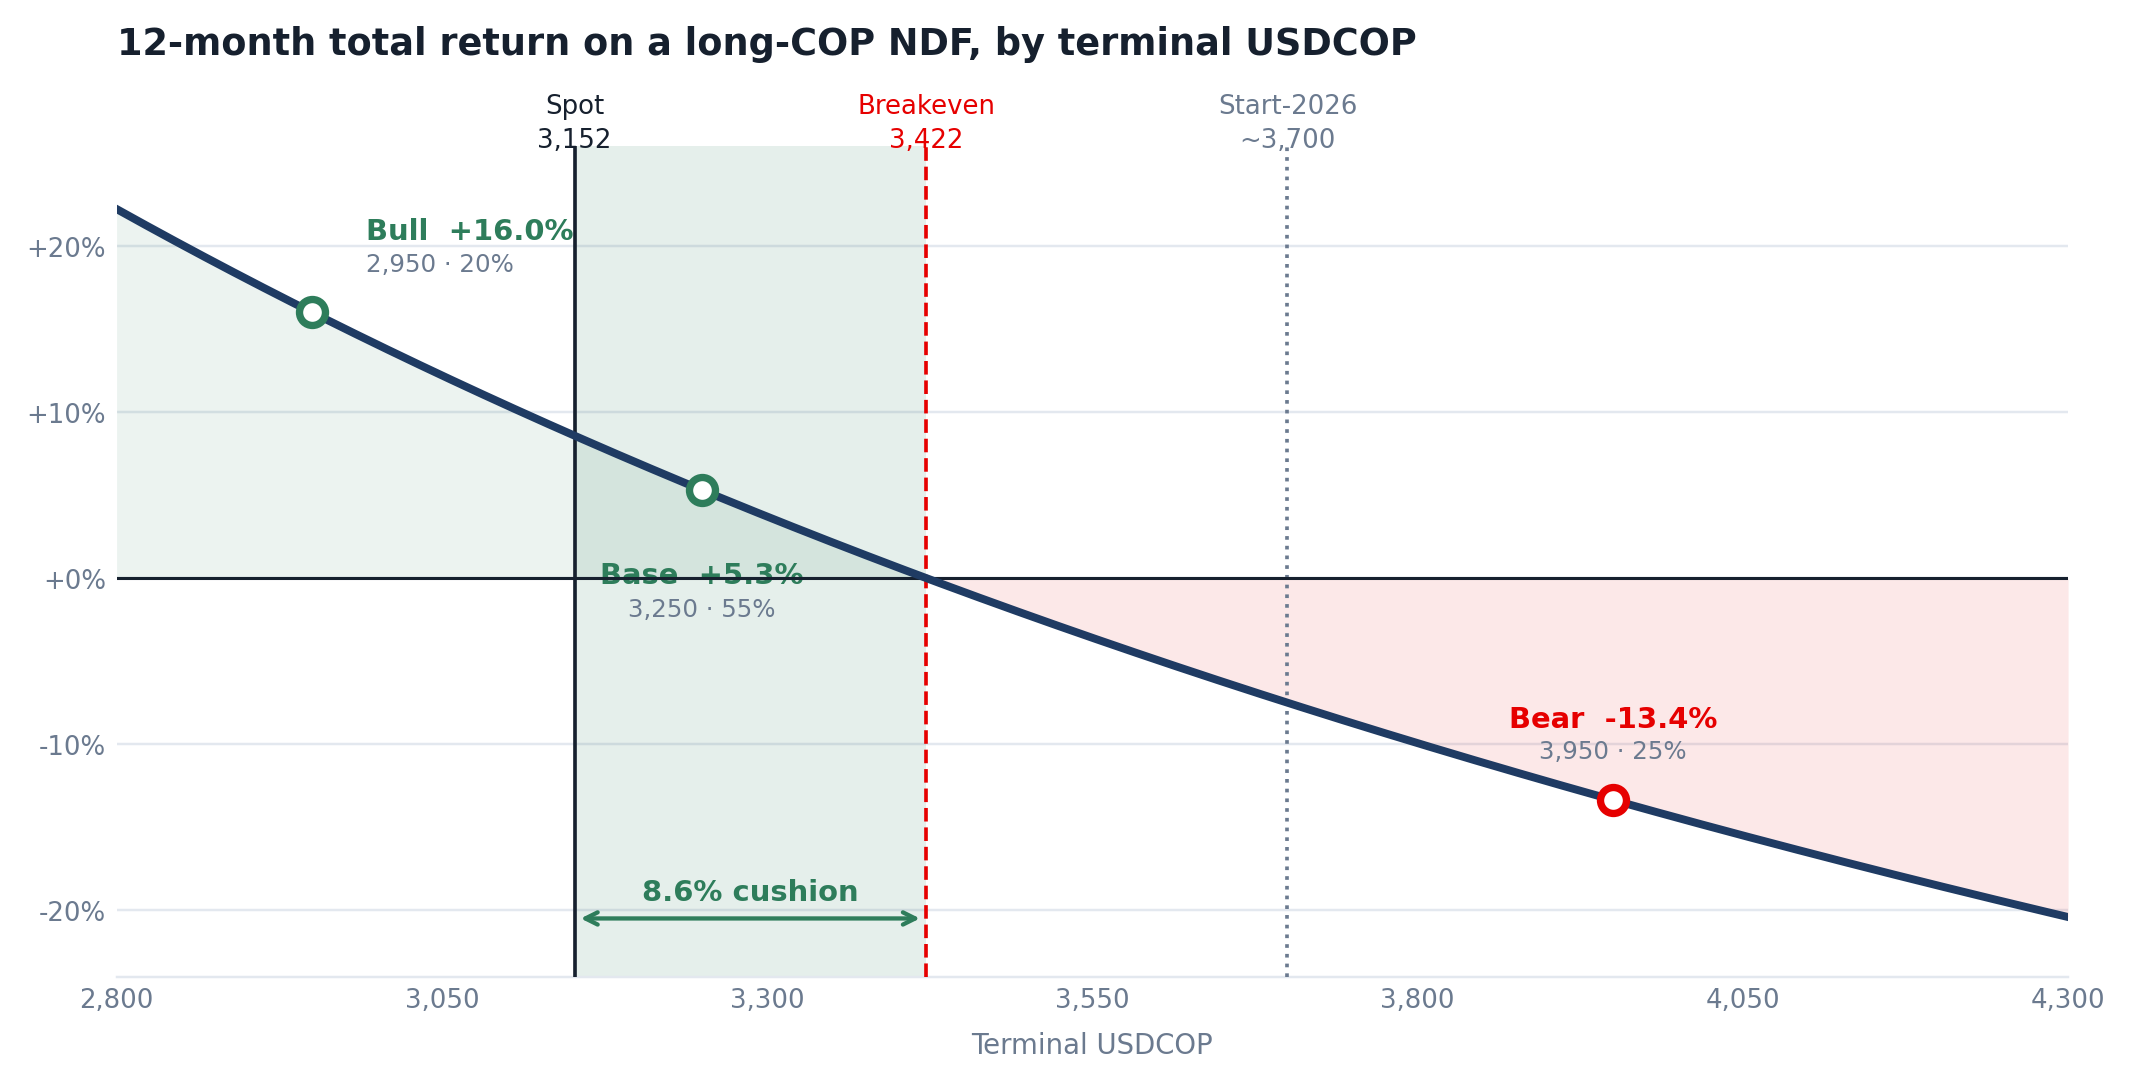 12-month total return on a long-COP NDF, by terminal USDCOP
Spot
3,152
Breakeven
3,422
Start-2026
~3,700
Bull +16.0%
2,950 · 20%
+20%
+10%
+0%
-10%
-20%
Base +5.3%
3,250 · 55%
Bear -13.4%
3,950 · 25%
8.6% cushion
2,800
3,050
3,300
3,550
3,800
4,050
4,300
Terminal USDCOP